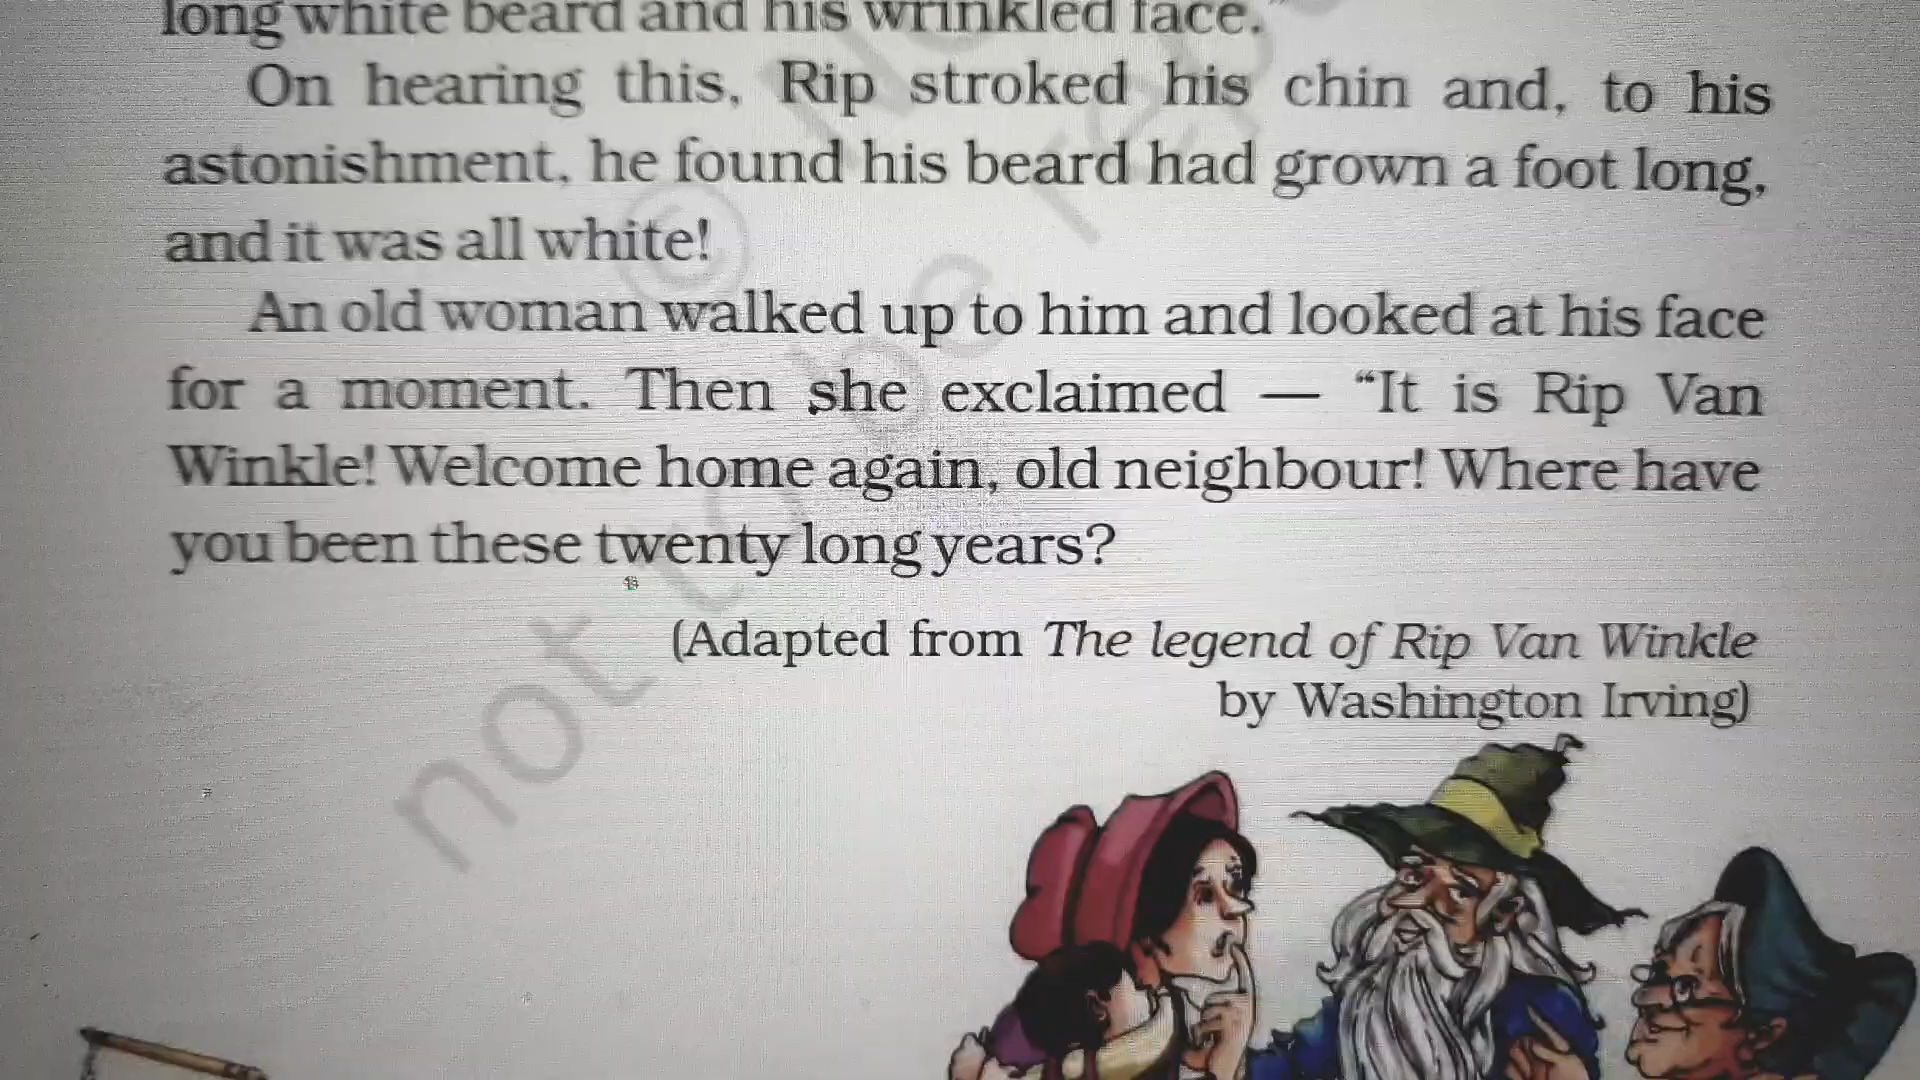 long white beard and his wrinkled face."
On hearing this, Rip stroked his chin and, to his
astonishment, he found his beard had grown a foot long,
and it was all white!
An old woman walked up to him and looked at his face
for a moment. Then she exclaimed — “It is Rip Van
Winkle! Welcome home again, old neighbour! Where have
you been these twenty long years?
(Adapted from The legend of Rip Van Winkle
by Washington Irving)
not to be rep